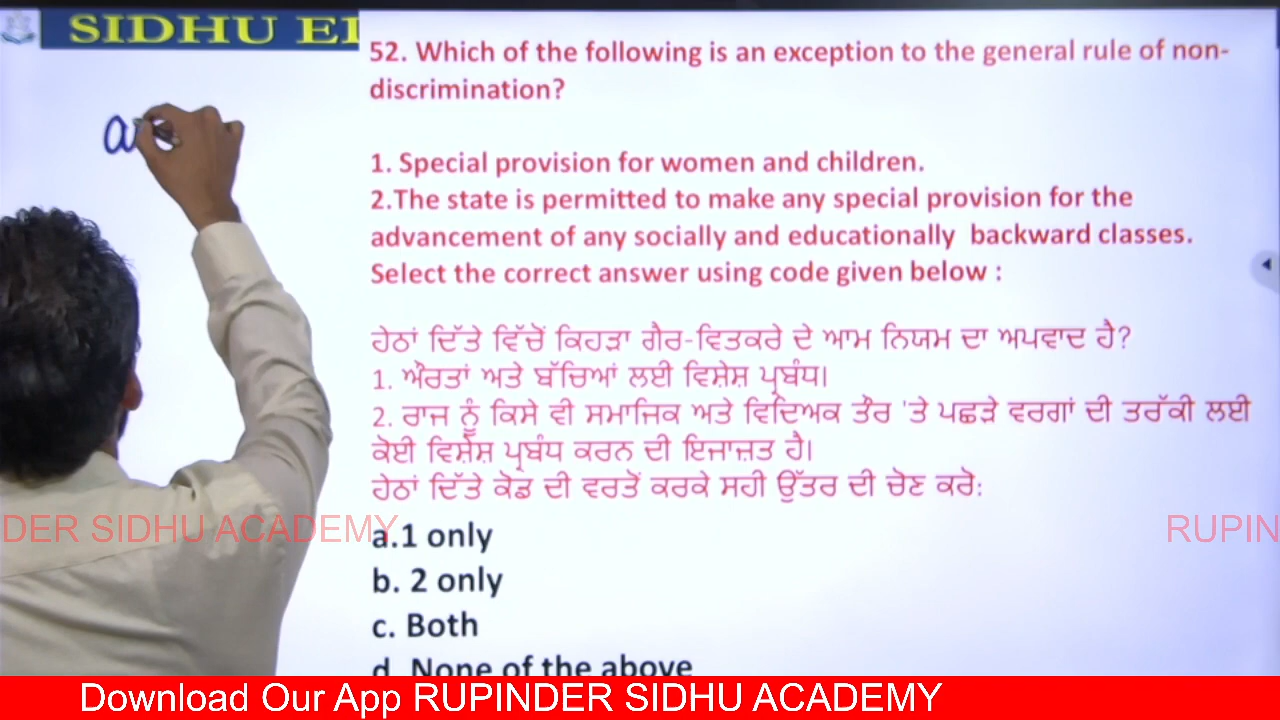 SIDHU
52. Which of the following is an exception to the general rule of non-
discrimination?
1. Special provision for women and children.
2.The state is permitted to make any special provision for the
advancement of any socially and educationally backward classes.
Select the correct answer using code given below :
ਹੇਠਾਂ ਦਿੱਤੇ ਵਿੱਚੋਂ ਕਿਹੜਾ ਗੈਰ-ਵਿਤਕਰੇ ਦੇ ਆਮ ਨਿਯਮ ਦਾ ਅਪਵਾਦ ਹੈ?
1. ਔਰਤਾਂ ਅਤੇ ਬੱਚਿਆਂ ਲਈ ਵਿਸ਼ੇਸ਼ ਪ੍ਰਬੰਧ।
2. ਰਾਜ ਨੂੰ ਕਿਸੇ ਵੀ ਸਮਾਜਿਕ ਅਤੇ ਵਿਦਿਅਕ ਤੌਰ 'ਤੇ ਪਛੜੇ ਵਰਗਾਂ ਦੀ ਤਰੱਕੀ ਲਈ
ਕੋਈ ਵਿਸ਼ੇਸ਼ ਪ੍ਰਬੰਧ ਕਰਨ ਦੀ ਇਜਾਜ਼ਤ ਹੈ।
ਹੇਠਾਂ ਦਿੱਤੇ ਕੋਡ ਦੀ ਵਰਤੋਂ ਕਰਕੇ ਸਹੀ ਉੱਤਰ ਦੀ ਚੋਣ ਕਰੋ:
DER SIDHU ACADEMY
RUPIN
a.1 only
b. 2 only
c. Both
d. None of the above
Download Our App RUPINDER SIDHU ACADEMY